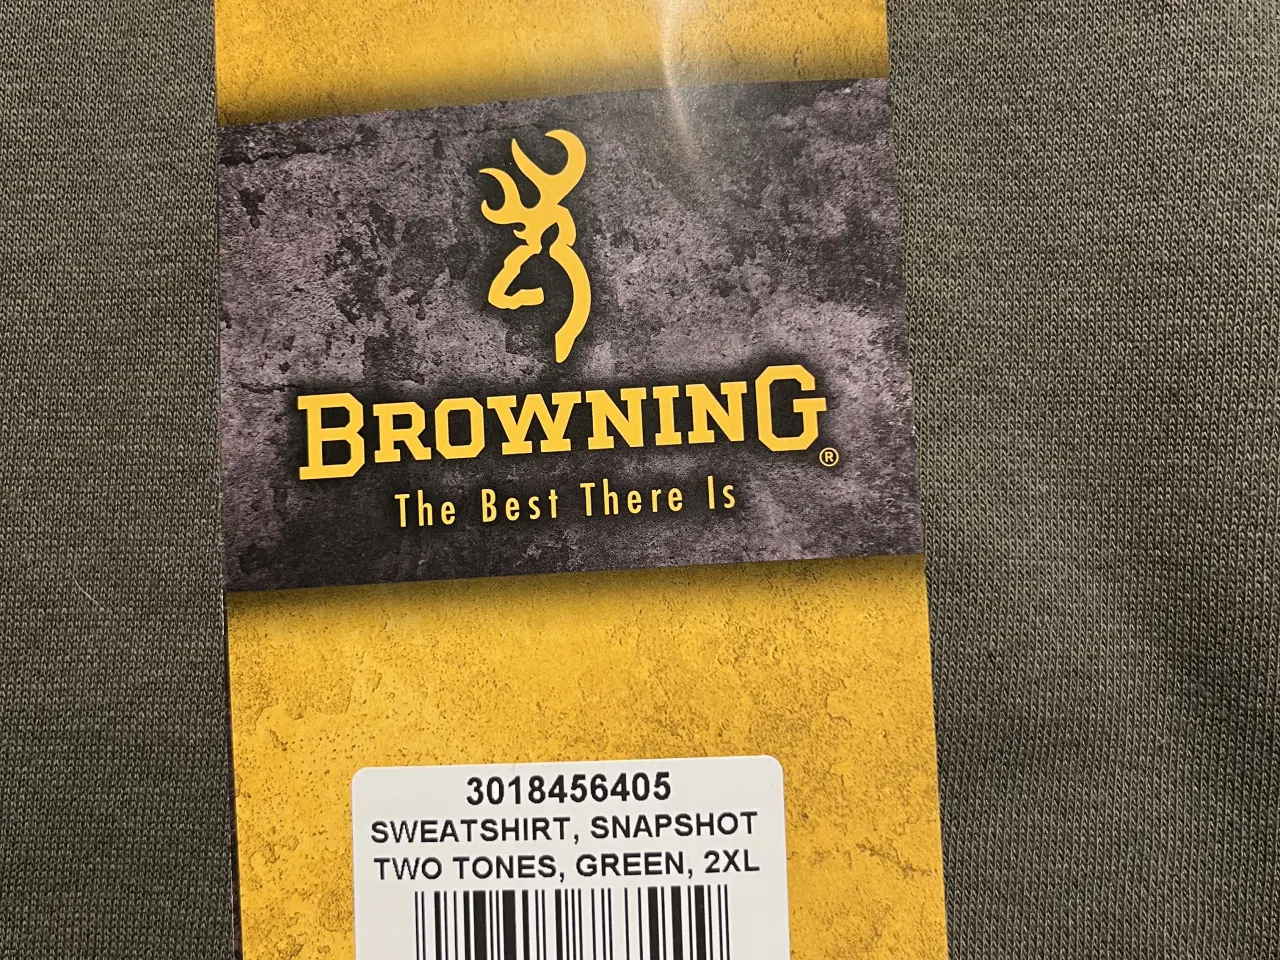 BROWNING®
The Best There Is
3018456405
SWEATSHIRT, SNAPSHOT
TWO TONES, GREEN, 2XL